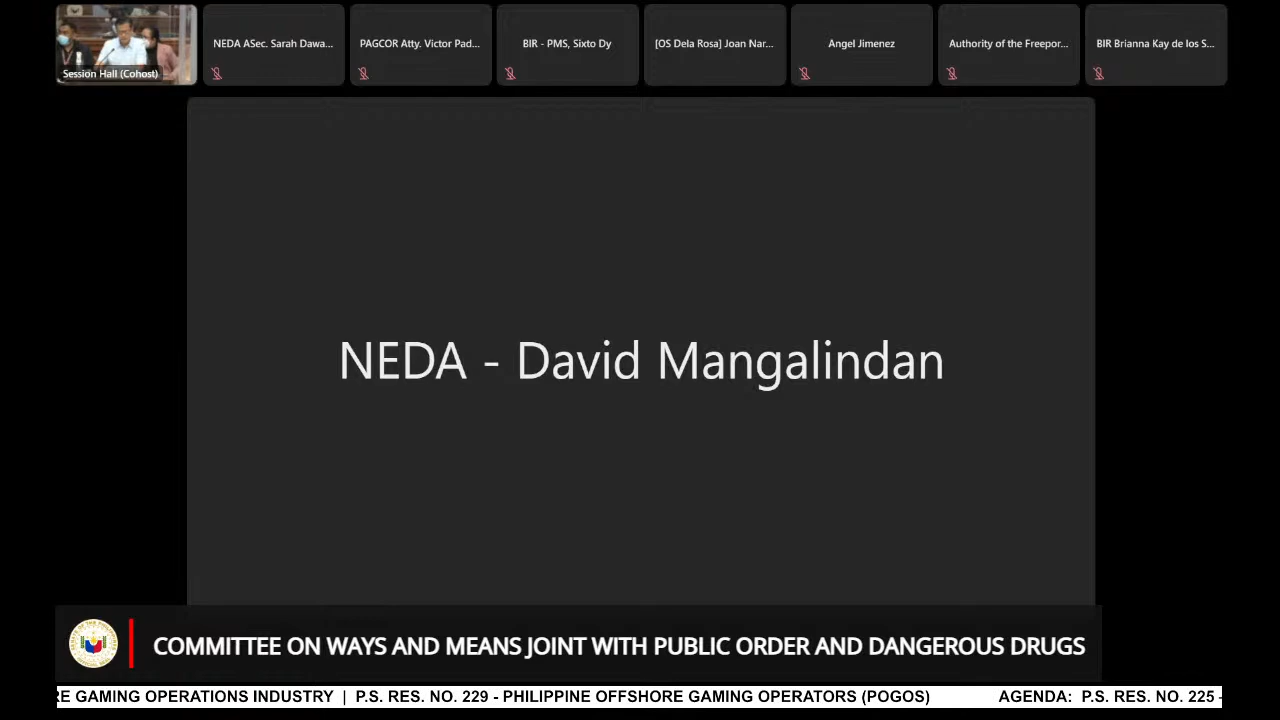 Session Hall (Cohost)
NEDA ASec. Sarah Dawa...
PAGCOR Atty. Victor Pad...
BIR - PMS, Sixto Dy
[OS Dela Rosa] Joan Nar...
Angel Jimenez
Authority of the Freepor...
BIR Brianna Kay de los S...
NEDA - David Mangalindan
COMMITTEE ON WAYS AND MEANS JOINT WITH PUBLIC ORDER AND DANGEROUS DRUGS
RE GAMING OPERATIONS INDUSTRY | P.S. RES. NO. 229 - PHILIPPINE OFFSHORE GAMING OPERATORS (POGOS) AGENDA: P.S. RES. NO. 225 -